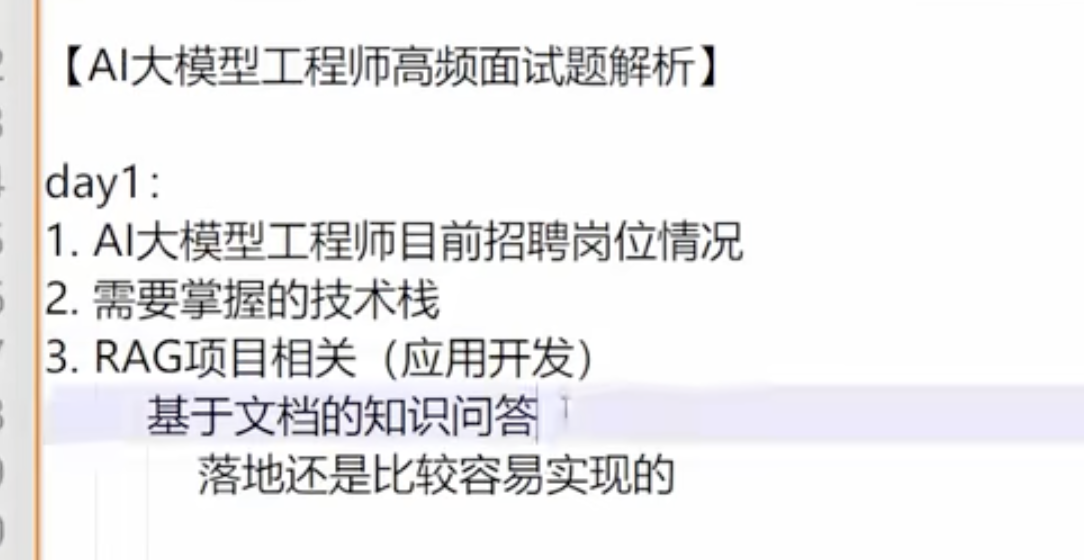 【AI大模型工程师高频面试题解析】
day1:
1. AI大模型工程师目前招聘岗位情况
2. 需要掌握的技术栈
3. RAG项目相关（应用开发）
基于文档的知识问答
落地还是比较容易实现的